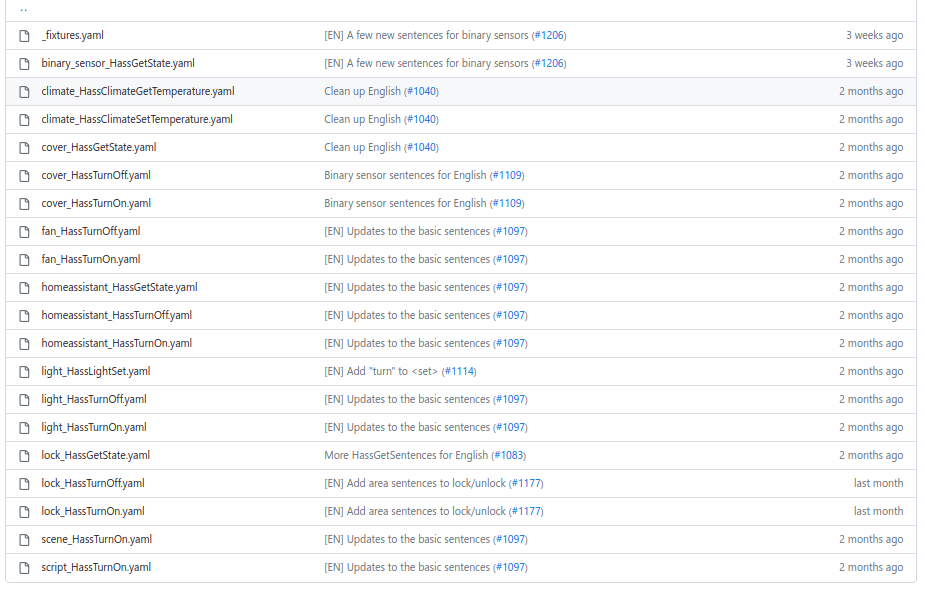 ..
_fixtures.yaml [EN] A few new sentences for binary sensors (#1206) 3 weeks ago
binary_sensor_HassGetState.yaml [EN] A few new sentences for binary sensors (#1206) 3 weeks ago
climate_HassClimateGetTemperature.yaml Clean up English (#1040) 2 months ago
climate_HassClimateSetTemperature.yaml Clean up English (#1040) 2 months ago
cover_HassGetState.yaml Clean up English (#1040) 2 months ago
cover_HassTurnOff.yaml Binary sensor sentences for English (#1109) 2 months ago
cover_HassTurnOn.yaml Binary sensor sentences for English (#1109) 2 months ago
fan_HassTurnOff.yaml [EN] Updates to the basic sentences (#1097) 2 months ago
fan_HassTurnOn.yaml [EN] Updates to the basic sentences (#1097) 2 months ago
homeassistant_HassGetState.yaml [EN] Updates to the basic sentences (#1097) 2 months ago
homeassistant_HassTurnOff.yaml [EN] Updates to the basic sentences (#1097) 2 months ago
homeassistant_HassTurnOn.yaml [EN] Updates to the basic sentences (#1097) 2 months ago
light_HassLightSet.yaml [EN] Add "turn" to <set> (#1114) 2 months ago
light_HassTurnOff.yaml [EN] Updates to the basic sentences (#1097) 2 months ago
light_HassTurnOn.yaml [EN] Updates to the basic sentences (#1097) 2 months ago
lock_HassGetState.yaml More HassGetSentences for English (#1083) 2 months ago
lock_HassTurnOff.yaml [EN] Add area sentences to lock/unlock (#1177) last month
lock_HassTurnOn.yaml [EN] Add area sentences to lock/unlock (#1177) last month
scene_HassTurnOn.yaml [EN] Updates to the basic sentences (#1097) 2 months ago
script_HassTurnOn.yaml [EN] Updates to the basic sentences (#1097) 2 months ago